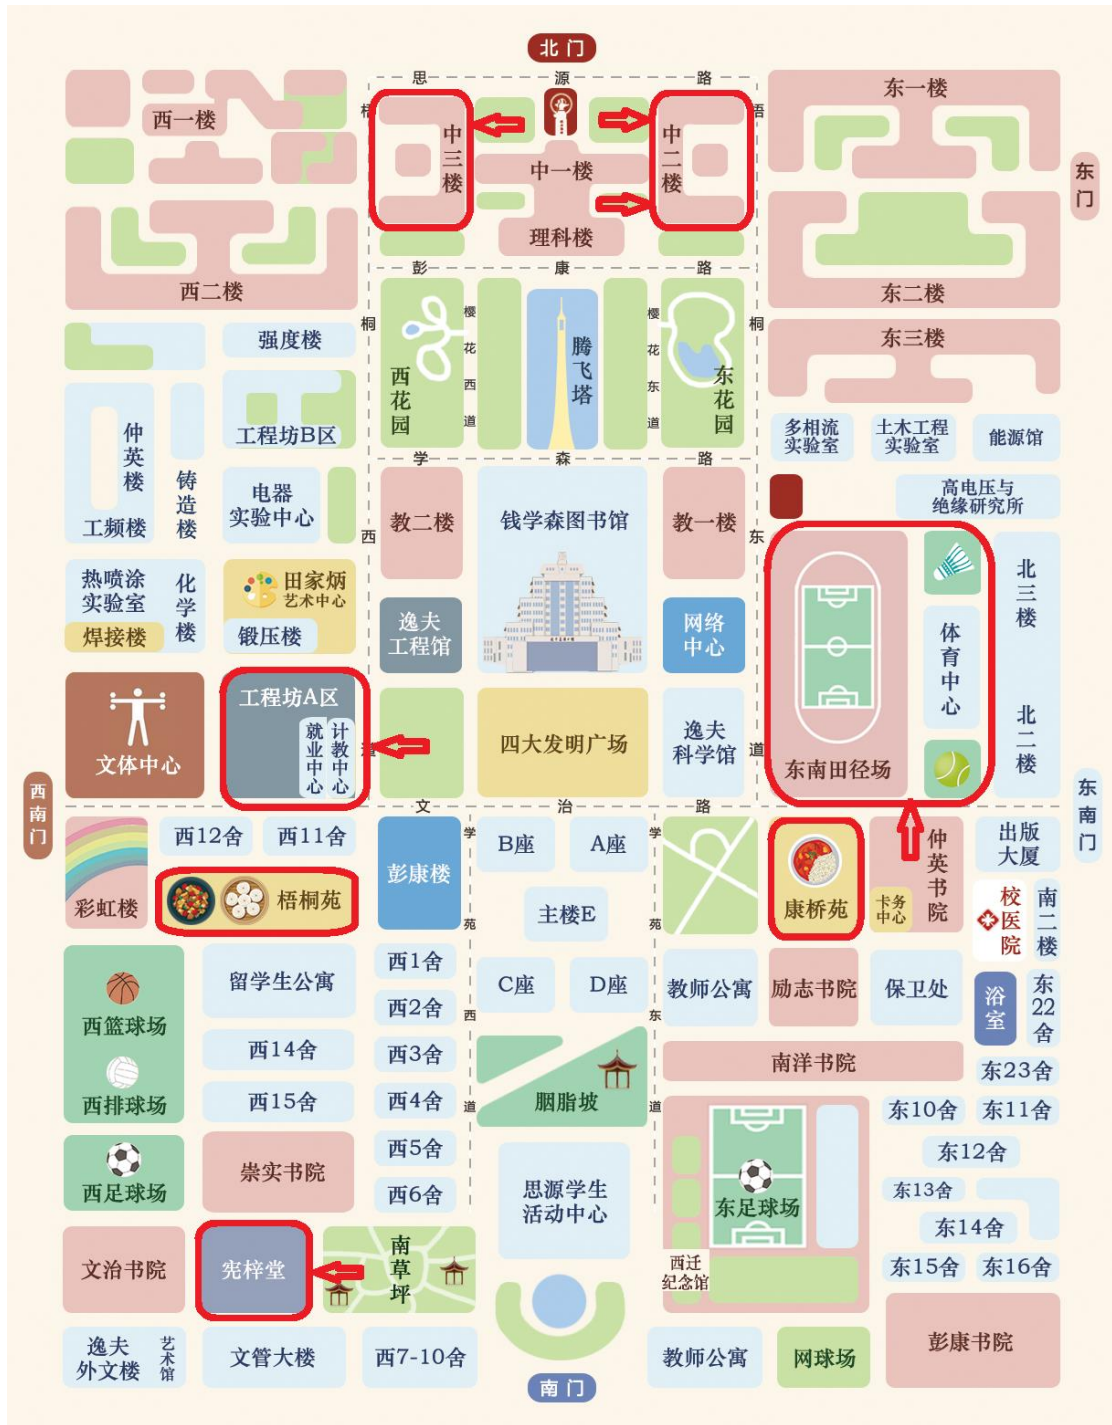 北门
思源路
梧
梧
西一楼
中三楼
中一楼
中二楼
理科楼
东一楼
东门
西二楼
东二楼
彭康路
强度楼
桐
西花园
樱花西道
腾飞塔
樱花东道
东花园
桐
东三楼
仲英楼
工频楼
铸造楼
工程坊B区
电器
实验中心
多相流
实验室
土木工程
实验室
能源馆
高电压与
绝缘研究所
学森路
西
教二楼
钱学森图书馆
教一楼
东
热喷涂
实验室
焊接楼
化学楼
田家炳
艺术中心
锻压楼
逸夫
工程馆
网络
中心
东南田径场
体育中心
北三楼
北二楼
文体中心
工程坊A区
就业中心
计教中心
道
四大发明广场
逸夫
科学馆
道
西南门
东南门
文治路
彩虹楼
西12舍
西11舍
梧桐苑
彭康楼
学苑西道
B座
A座
主楼E
C座
D座
学苑东道
康桥苑
仲英书院
卡务
中心
出版
大厦
校医院
南二楼
西篮球场
西排球场
留学生公寓
西14舍
西15舍
西1舍
西2舍
西3舍
西4舍
西5舍
西6舍
胭脂坡
教师公寓
励志书院
保卫处
浴室
东22舍
南洋书院
东23舍
东10舍
东11舍
东12舍
东13舍
东14舍
东15舍
东16舍
西足球场
崇实书院
思源学生
活动中心
东足球场
西迁
纪念馆
文治书院
宪梓堂
南草坪
逸夫
外文楼
艺术馆
文管大楼
西7-10舍
南门
教师公寓
网球场
彭康书院